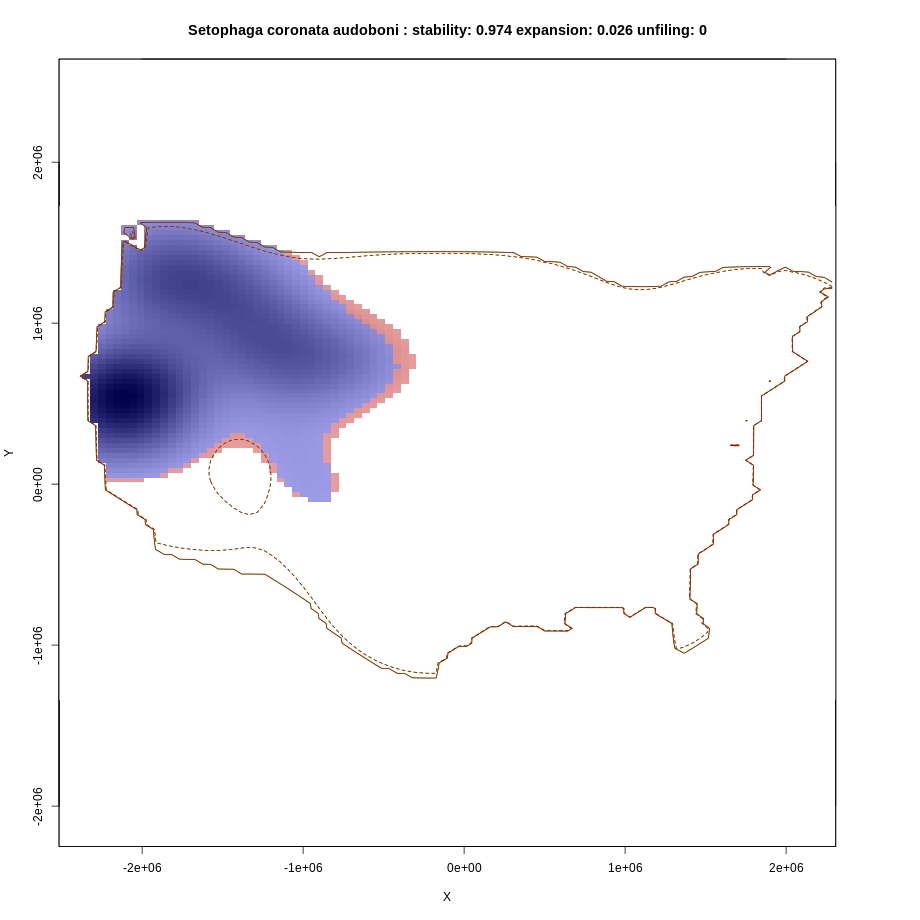 Setophaga coronata audoboni : stability: 0.974 expansion: 0.026 unfiling: 0
2e+06
1e+06
0e+00
-1e+06
-2e+06
Y
-2e+06 -1e+06 0e+00 1e+06 2e+06
X